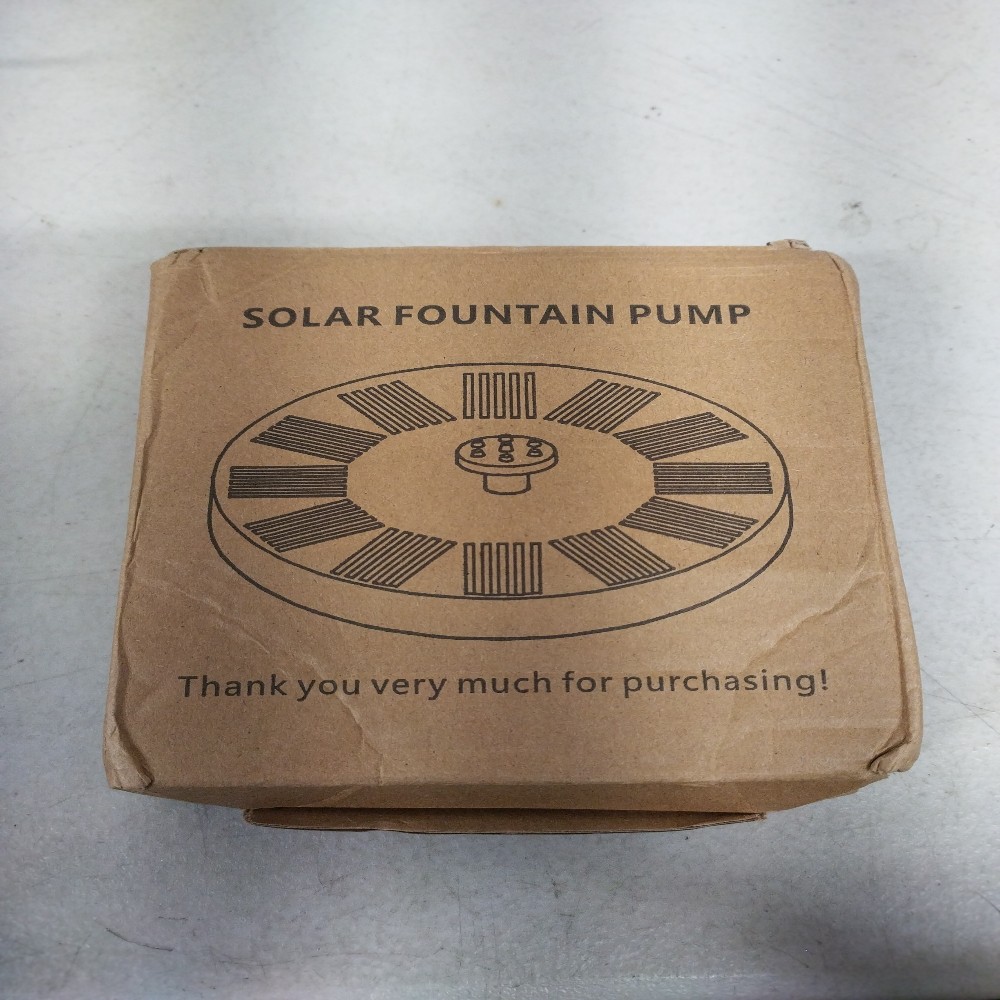 SOLAR FOUNTAIN PUMP
Thank you very much for purchasing!